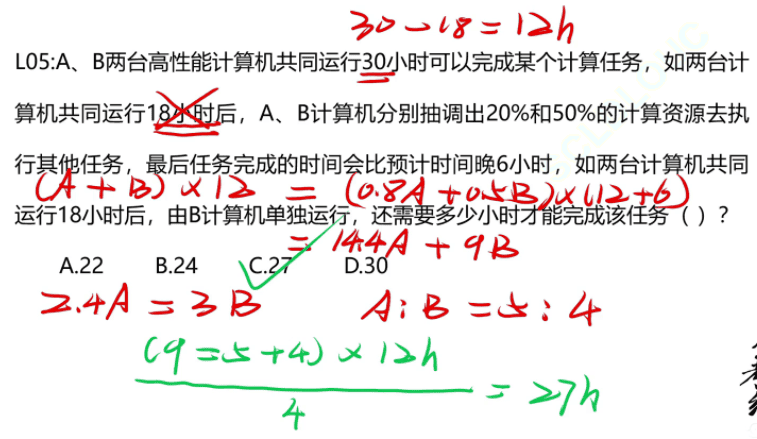 30-18=12h
L05:A、B两台高性能计算机共同运行30小时可以完成某个计算任务，如两台计
算机共同运行18小时后，A、B计算机分别抽调出20%和50%的计算资源去执
行其他任务，最后任务完成的时间会比预计时间晚6小时，如两台计算机共同
(A+B)×12 = (0.8A+0.5B)×(12+6)
运行18小时后，由B计算机单独运行，还需要多少小时才能完成该任务（ ）？
= 14.4A+9B
A.22 B.24 C.27 D.30
2.4A=3B A:B=5:4
(9=5+4)×12h
4
=27h